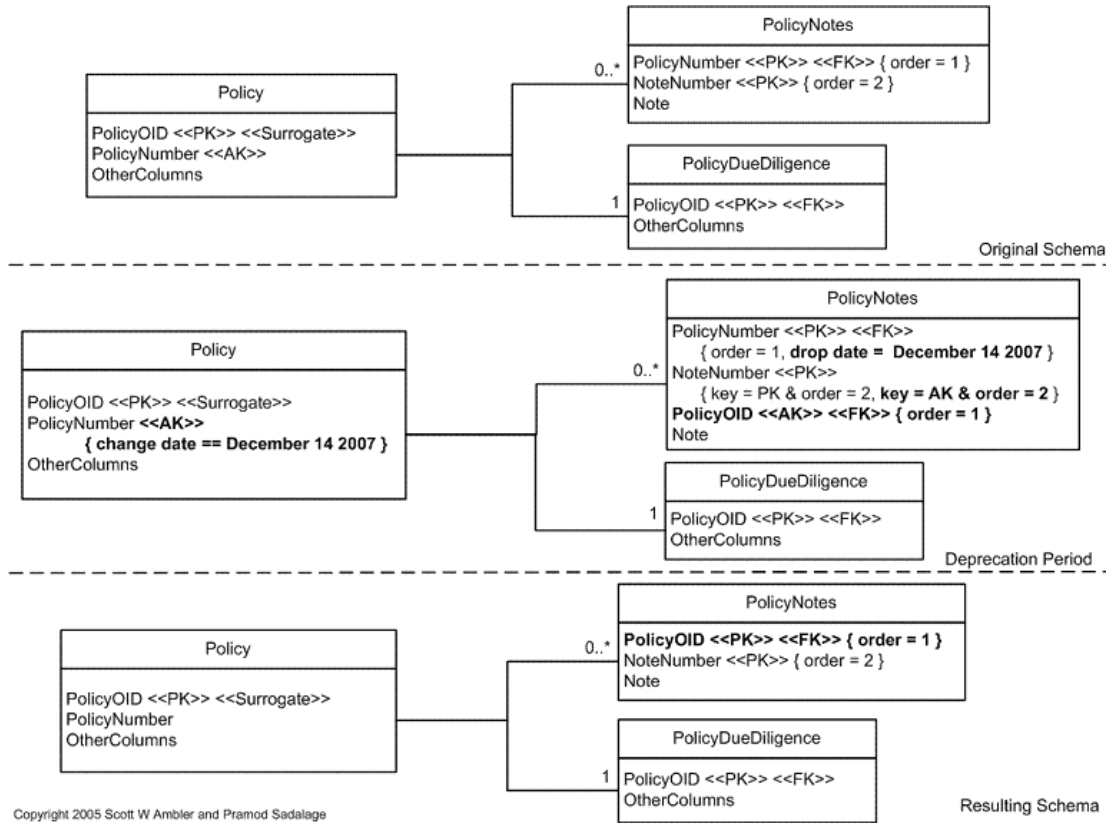 PolicyNotes
PolicyNumber <<PK>> <<FK>> { order = 1 }
NoteNumber <<PK>> { order = 2 }
Note
0..*
Policy
PolicyOID <<PK>> <<Surrogate>>
PolicyNumber <<AK>>
OtherColumns
PolicyDueDiligence
1
PolicyOID <<PK>> <<FK>>
OtherColumns
Original Schema
PolicyNotes
PolicyNumber <<PK>> <<FK>>
{ order = 1, drop date = December 14 2007 }
NoteNumber <<PK>>
{ key = PK & order = 2, key = AK & order = 2 }
PolicyOID <<AK>> <<FK>> { order = 1 }
Note
0..*
Policy
PolicyOID <<PK>> <<Surrogate>>
PolicyNumber <<AK>>
{ change date == December 14 2007 }
OtherColumns
PolicyDueDiligence
1
PolicyOID <<PK>> <<FK>>
OtherColumns
Deprecation Period
PolicyNotes
PolicyOID <<PK>> <<FK>> { order = 1 }
NoteNumber <<PK>> { order = 2 }
Note
0..*
Policy
PolicyOID <<PK>> <<Surrogate>>
PolicyNumber
OtherColumns
PolicyDueDiligence
1
PolicyOID <<PK>> <<FK>>
OtherColumns
Resulting Schema
Copyright 2005 Scott W Ambler and Pramod Sadalage